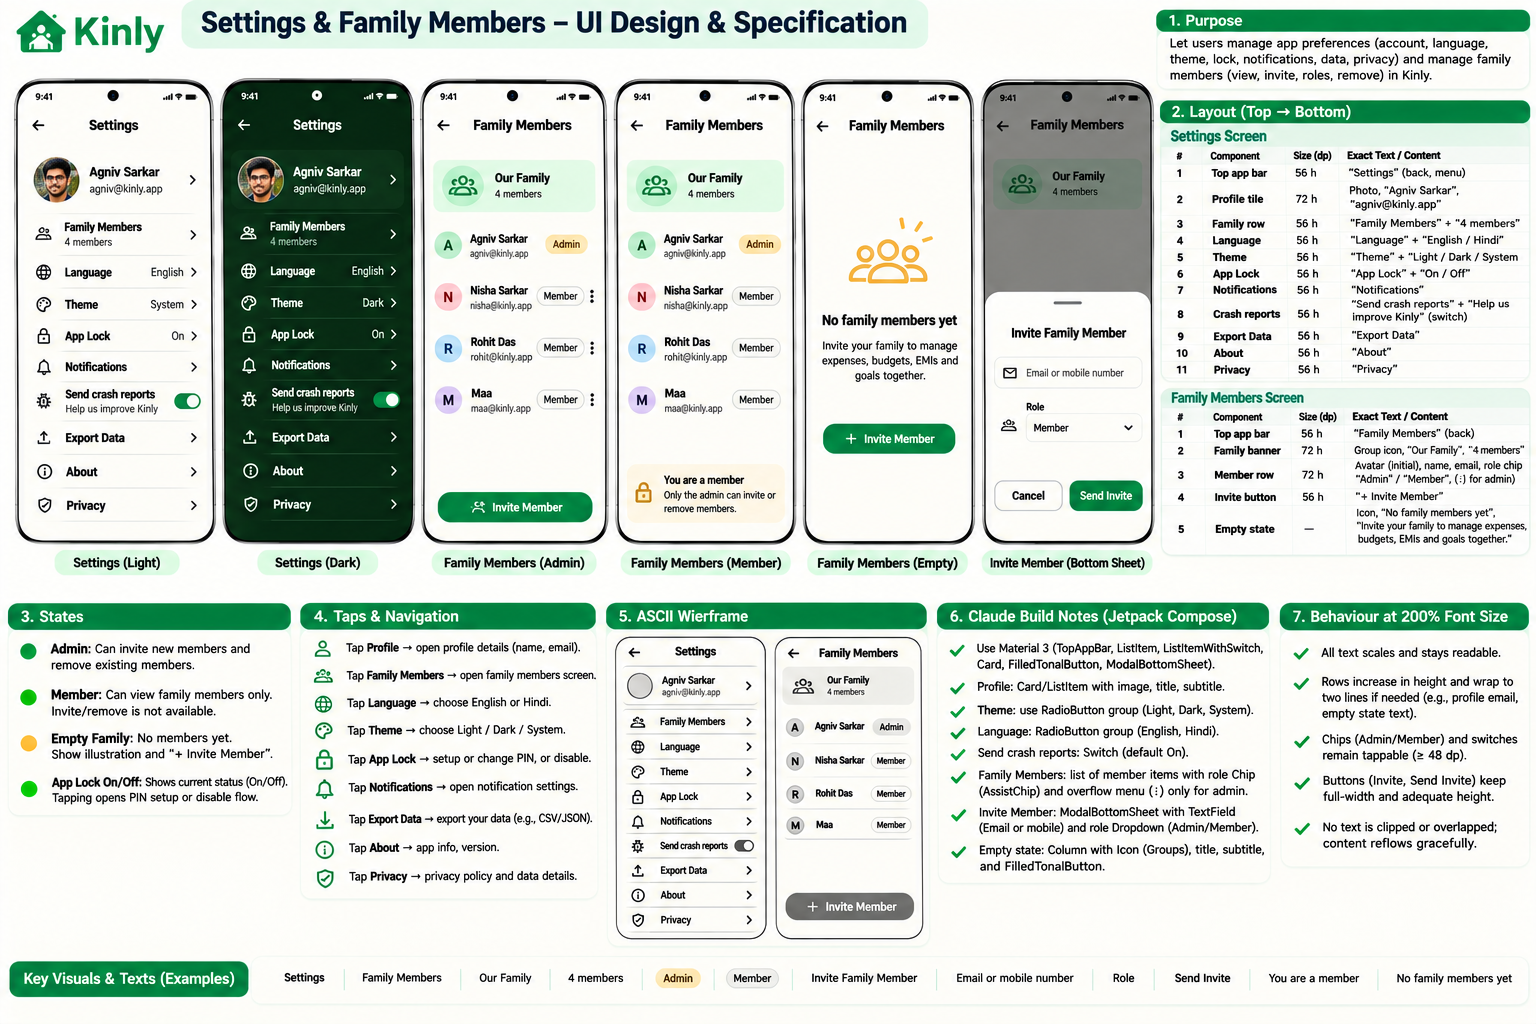 Kinly
Settings & Family Members – UI Design & Specification
9:41
Settings
Agniv Sarkar
agniv@kinly.app
Family Members
4 members
Language English
Theme System
App Lock On
Notifications
Send crash reports
Help us improve Kinly
Export Data
About
Privacy
Settings (Light)
9:41
Settings
Agniv Sarkar
agniv@kinly.app
Family Members
4 members
Language English
Theme Dark
App Lock On
Notifications
Send crash reports
Help us improve Kinly
Export Data
About
Privacy
Settings (Dark)
9:41
Family Members
Our Family
4 members
A Agniv Sarkar Admin
agniv@kinly.app
N Nisha Sarkar Member
nisha@kinly.app
R Rohit Das Member
rohit@kinly.app
M Maa Member
maa@kinly.app
Invite Member
Family Members (Admin)
9:41
Family Members
Our Family
4 members
A Agniv Sarkar Admin
agniv@kinly.app
N Nisha Sarkar Member
nisha@kinly.app
R Rohit Das Member
rohit@kinly.app
M Maa Member
maa@kinly.app
You are a member
Only the admin can invite or
remove members.
Family Members (Member)
9:41
Family Members
No family members yet
Invite your family to manage
expenses, budgets, EMIs and
goals together.
+ Invite Member
Family Members (Empty)
9:41
Family Members
Our Family
4 members
Invite Family Member
Email or mobile number
Role
Member
Cancel Send Invite
Invite Member (Bottom Sheet)
1. Purpose
Let users manage app preferences (account, language,
theme, lock, notifications, data, privacy) and manage family
members (view, invite, roles, remove) in Kinly.
2. Layout (Top → Bottom)
Settings Screen
# Component Size (dp) Exact Text / Content
1 Top app bar 56 h "Settings" (back, menu)
2 Profile tile 72 h Photo, "Agniv Sarkar",
"agniv@kinly.app"
3 Family row 56 h "Family Members" + "4 members"
4 Language 56 h "Language" + "English / Hindi"
5 Theme 56 h "Theme" + "Light / Dark / System
6 App Lock 56 h "App Lock" + "On / Off"
7 Notifications 56 h "Notifications"
8 Crash reports 56 h "Send crash reports" + "Help us
improve Kinly" (switch)
9 Export Data 56 h "Export Data"
10 About 56 h "About"
11 Privacy 56 h "Privacy"
Family Members Screen
# Component Size (dp) Exact Text / Content
1 Top app bar 56 h "Family Members" (back)
2 Family banner 72 h Group icon, "Our Family", "4 members"
3 Member row 72 h Avatar (initial), name, email, role chip
"Admin" / "Member", (⋮) for admin)
4 Invite button 56 h "+ Invite Member"
5 Empty state — Icon, "No family members yet",
"Invite your family to manage expenses,
budgets, EMIs and goals together."
3. States
Admin: Can invite new members and
remove existing members.
Member: Can view family members only.
Invite/remove is not available.
Empty Family: No members yet.
Show illustration and "+ Invite Member".
App Lock On/Off: Shows current status (On/Off).
Tapping opens PIN setup or disable flow.
4. Taps & Navigation
Tap Profile → open profile details (name, email).
Tap Family Members → open family members screen.
Tap Language → choose English or Hindi.
Tap Theme → choose Light / Dark / System.
Tap App Lock → setup or change PIN, or disable.
Tap Notifications → open notification settings.
Tap Export Data → export your data (e.g., CSV/JSON).
Tap About → app info, version.
Tap Privacy → privacy policy and data details.
5. ASCII Wierframe
Settings
Agniv Sarkar
agniv@kinly.app
Family Members
Language
Theme
App Lock
Notifications
Send crash reports
Export Data
About
Privacy
Family Members
Our Family
4 members
A Agniv Sarkar Admin
N Nisha Sarkar Member
R Rohit Das Member
M Maa Member
+ Invite Member
6. Claude Build Notes (Jetpack Compose)
Use Material 3 (TopAppBar, ListItem, ListItemWithSwitch,
Card, FilledTonalButton, ModalBottomSheet).
Profile: Card/ListItem with image, title, subtitle.
Theme: use RadioButton group (Light, Dark, System).
Language: RadioButton group (English, Hindi).
Send crash reports: Switch (default On).
Family Members: list of member items with role Chip
(AssistChip) and overflow menu (⋮) only for admin.
Invite Member: ModalBottomSheet with TextField
(Email or mobile) and role Dropdown (Admin/Member).
Empty state: Column with Icon (Groups), title, subtitle,
and FilledTonalButton.
7. Behaviour at 200% Font Size
All text scales and stays readable.
Rows increase in height and wrap to
two lines if needed (e.g., profile email,
empty state text).
Chips (Admin/Member) and switches
remain tappable (≥ 48 dp).
Buttons (Invite, Send Invite) keep
full-width and adequate height.
No text is clipped or overlapped;
content reflows gracefully.
Key Visuals & Texts (Examples)
Settings Family Members Our Family 4 members Admin Member Invite Family Member Email or mobile number Role Send Invite You are a member No family members yet